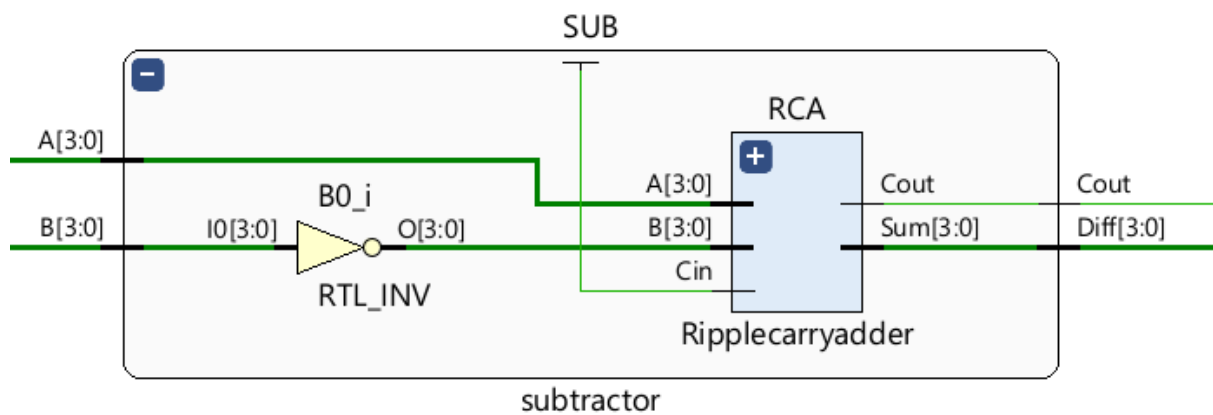 SUB
RCA
A[3:0]
A[3:0]
Cout
Cout
B0_i
B[3:0]
I0[3:0]
O[3:0]
B[3:0]
Sum[3:0]
Diff[3:0]
Cin
RTL_INV
Ripplecarryadder
subtractor